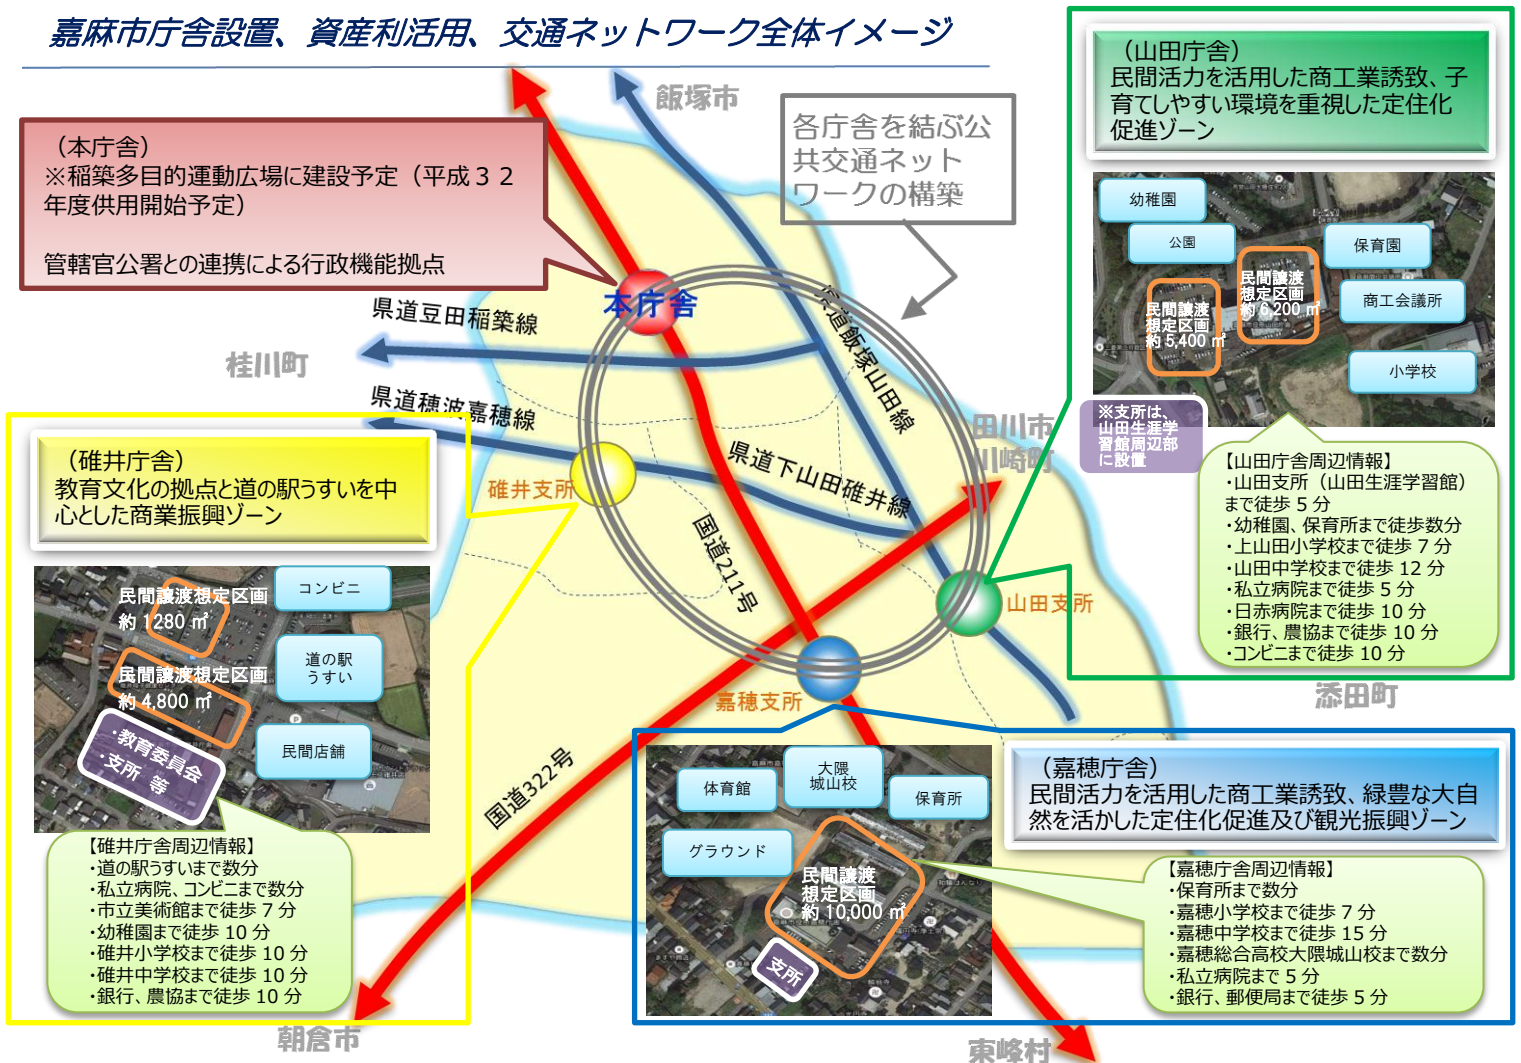 嘉麻市庁舎設置、資産利活用、交通ネットワーク全体イメージ
飯塚市
各庁舎を結ぶ公
共交通ネット
ワークの構築
（本庁舎）
※稲築多目的運動広場に建設予定（平成３２
年度供用開始予定）
管轄官公署との連携による行政機能拠点
本庁舎
県道豆田稲築線
桂川町
県道穂波嘉穂線
県道飯塚山田線
田川市
川崎町
県道下山田碓井線
碓井支所
国道211号
山田支所
嘉穂支所
国道322号
添田町
朝倉市
東峰村
（山田庁舎）
民間活力を活用した商工業誘致、子
育てしやすい環境を重視した定住化
促進ゾーン
幼稚園
公園
保育園
民間譲渡
想定区画
約 6,200 ㎡
民間譲渡
想定区画
約 5,400 ㎡
商工会議所
小学校
※支所は、
山田生涯学
習館周辺部
に設置
【山田庁舎周辺情報】
・山田支所（山田生涯学習館）
まで徒歩 5 分
・幼稚園、保育所まで徒歩数分
・上山田小学校まで徒歩 7 分
・山田中学校まで徒歩 12 分
・私立病院まで徒歩 5 分
・日赤病院まで徒歩 10 分
・銀行、農協まで徒歩 10 分
・コンビニまで徒歩 10 分
（碓井庁舎）
教育文化の拠点と道の駅うすいを中
心とした商業振興ゾーン
コンビニ
民間譲渡想定区画
約 1280 ㎡
道の駅
うすい
民間譲渡想定区画
約 4,800 ㎡
民間店舗
・教育委員会
・支所 等
【碓井庁舎周辺情報】
・道の駅うすいまで数分
・私立病院、コンビニまで数分
・市立美術館まで徒歩 7 分
・幼稚園まで徒歩 10 分
・碓井小学校まで徒歩 10 分
・碓井中学校まで徒歩 10 分
・銀行、農協まで徒歩 10 分
（嘉穂庁舎）
民間活力を活用した商工業誘致、緑豊な大自
然を活かした定住化促進及び観光振興ゾーン
体育館
大隈
城山校
保育所
グラウンド
民間譲渡
想定区画
約 10,000 ㎡
支所
【嘉穂庁舎周辺情報】
・保育所まで数分
・嘉穂小学校まで徒歩 7 分
・嘉穂中学校まで徒歩 15 分
・嘉穂総合高校大隈城山校まで数分
・私立病院まで 5 分
・銀行、郵便局まで徒歩 5 分